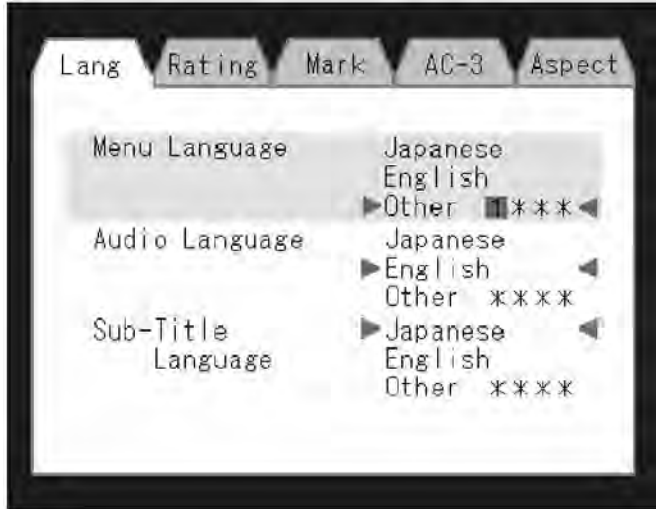 Lang Rating Mark AC-3 Aspect
Menu Language Japanese
English
▶Other 1***◀
Audio Language Japanese
▶English ◀
Other ****
Sub-Title ▶Japanese ◀
Language English
Other ****